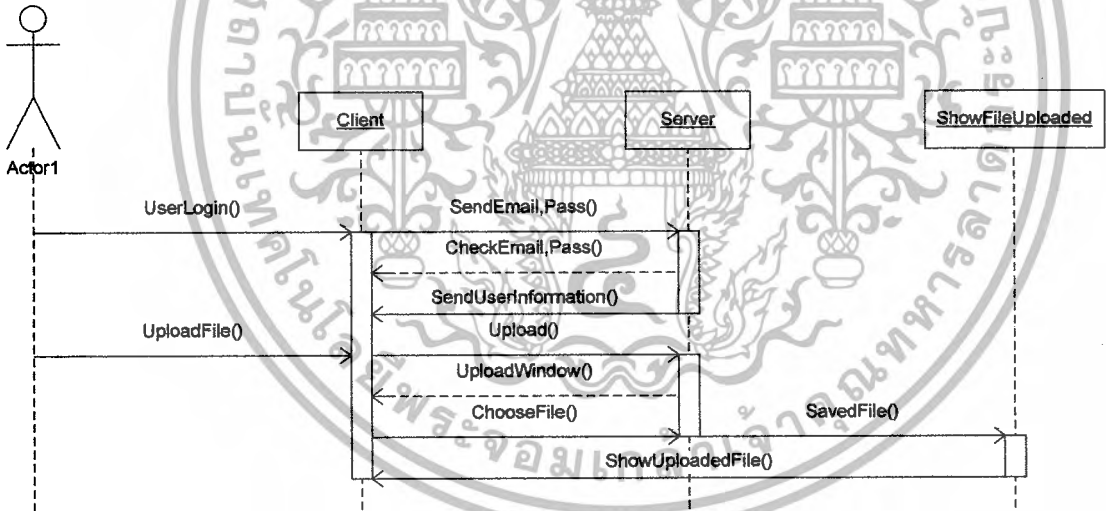 Client
Server
ShowFileUploaded
Actor1
UserLogin()
SendEmail,Pass()
CheckEmail,Pass()
SendUserInformation()
UploadFile()
Upload()
UploadWindow()
ChooseFile()
SavedFile()
ShowUploadedFile()